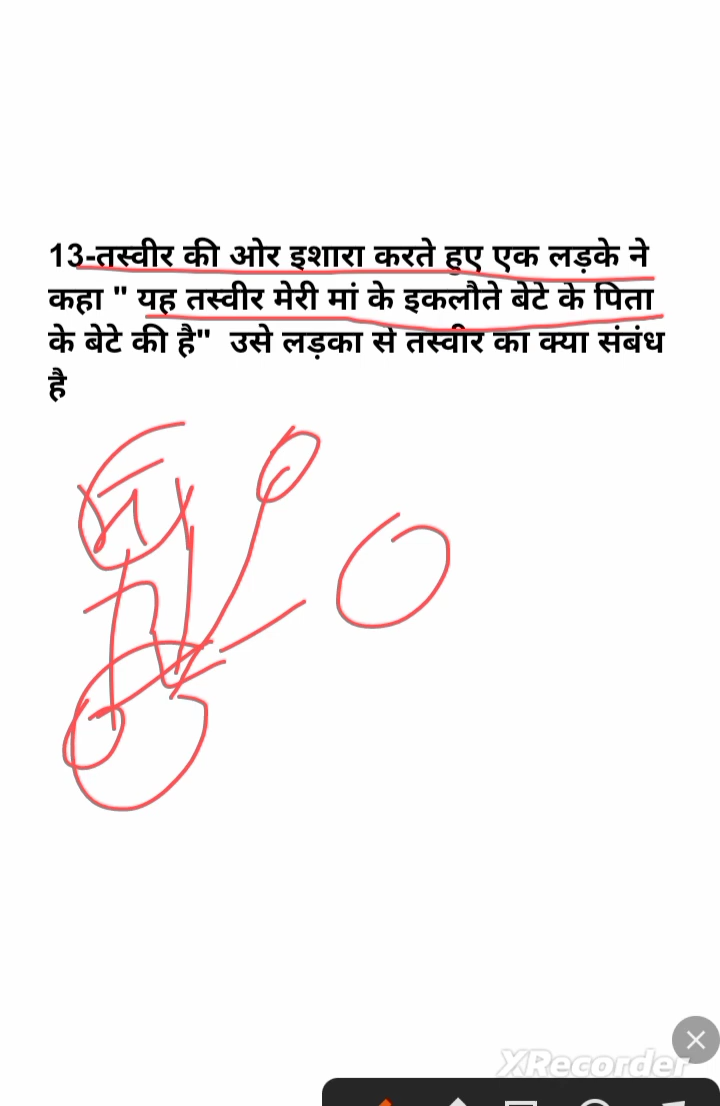 13-तस्वीर की ओर इशारा करते हुए एक लड़के ने
कहा " यह तस्वीर मेरी मां के इकलौते बेटे के पिता
के बेटे की है"  उसे लड़का से तस्वीर का क्या संबंध
है
XRecorder